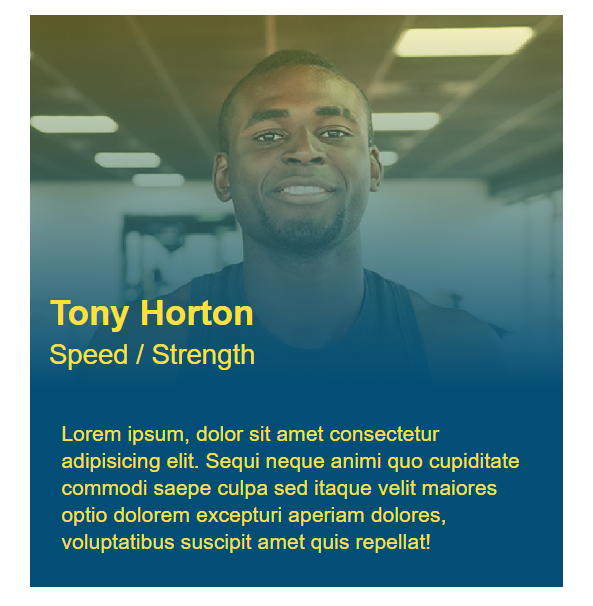 Tony Horton
Speed / Strength
Lorem ipsum, dolor sit amet consectetur
adipisicing elit. Sequi neque animi quo cupiditate
commodi saepe culpa sed itaque velit maiores
optio dolorem excepturi aperiam dolores,
voluptatibus suscipit amet quis repellat!